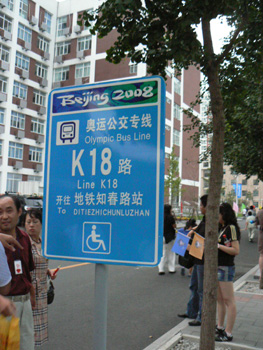 Beijing 2008
奥运公交专线
Olympic Bus Line
K18 路
Line K18
开往 地铁知春路站
To DITIEZHICHUNLUZHAN